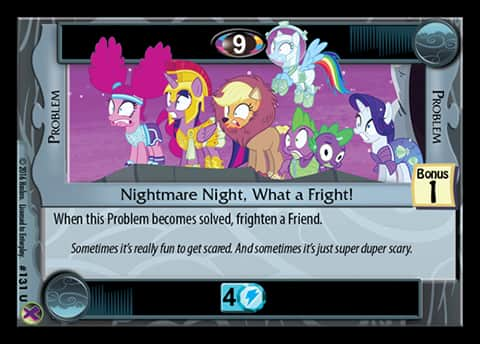 9
PROBLEM
PROBLEM
Nightmare Night, What a Fright!
Bonus
1
When this Problem becomes solved, frighten a Friend.
Sometimes it's really fun to get scared. And sometimes it's just super duper scary.
4
© 2016 Hasbro. Licensed to Enterplay.
#131 U